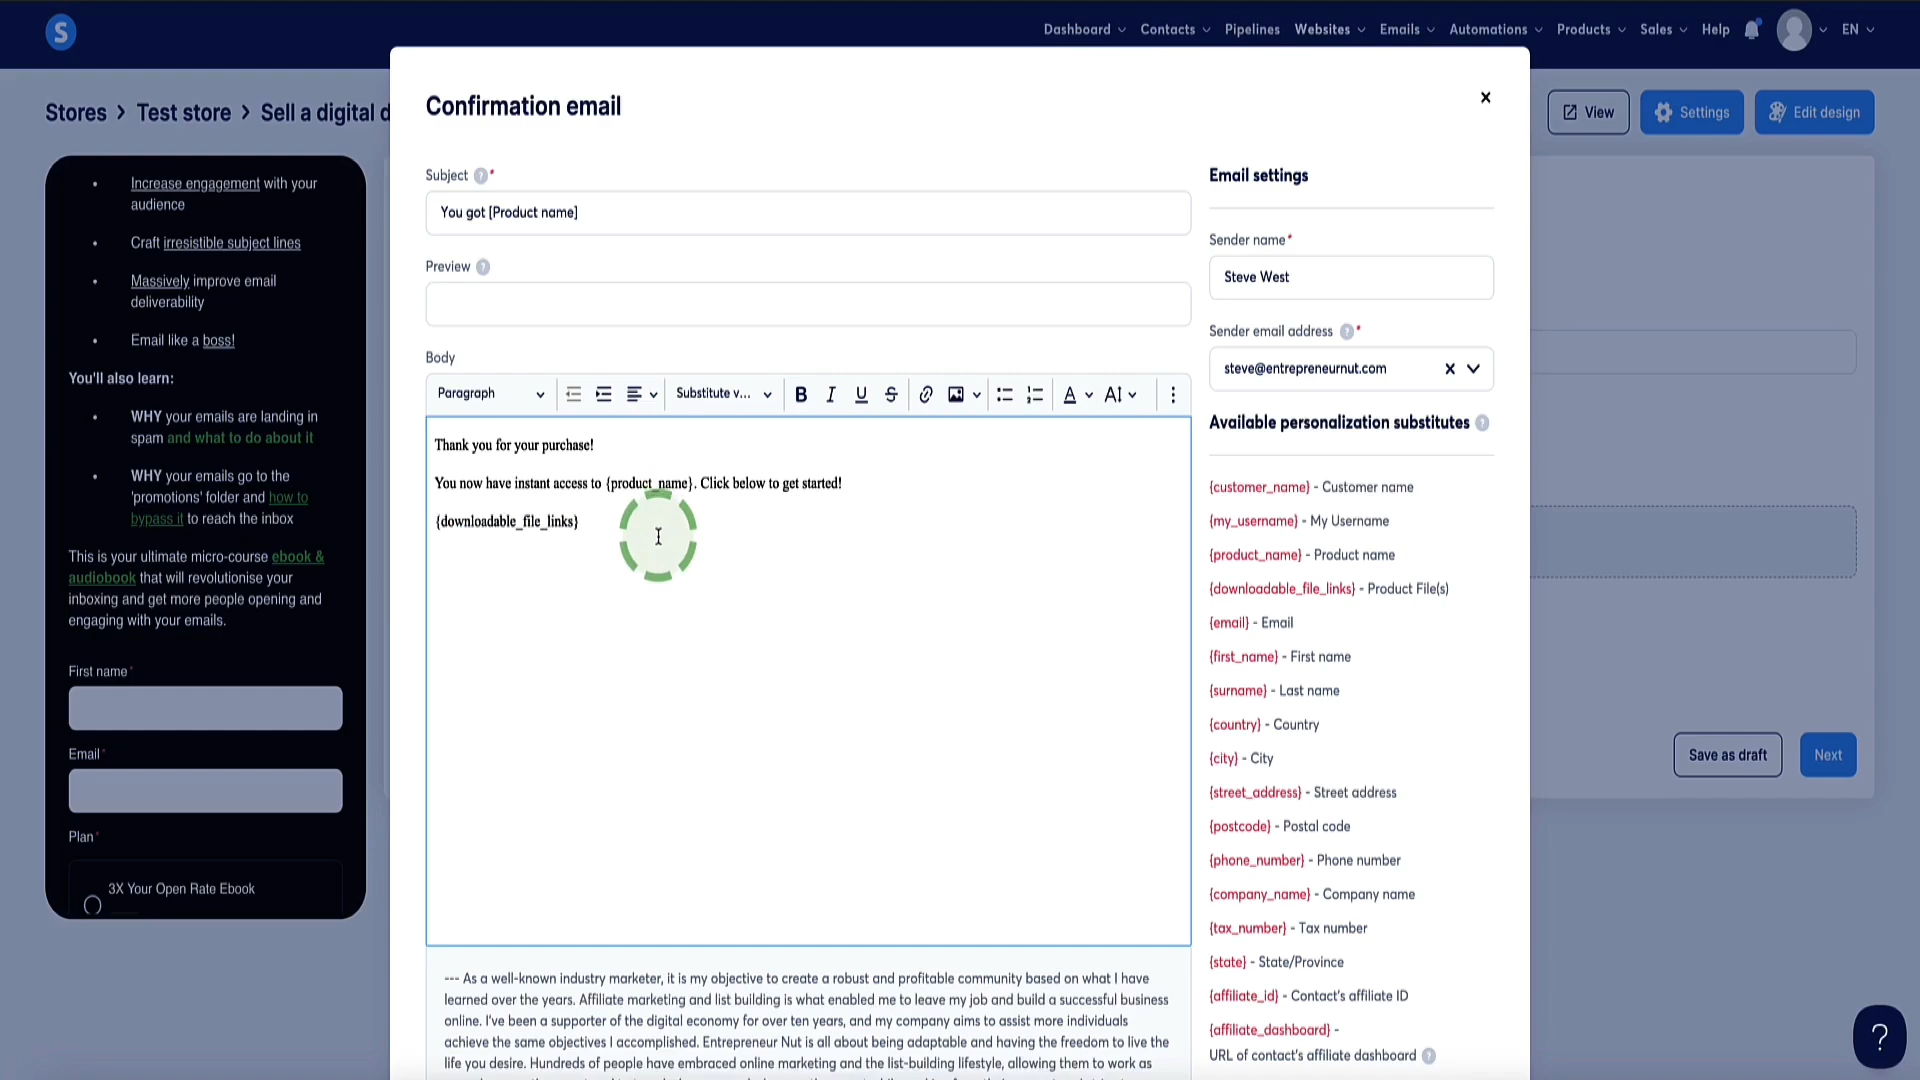 S
Dashboard
Contacts
Pipelines
Websites
Emails
Automations
Products
Sales
Help
EN
Stores > Test store > Sell a digital d
View
Settings
Edit design
Increase engagement with your
audience
Craft irresistible subject lines
Massively improve email
deliverability
Email like a boss!
You'll also learn:
WHY your emails are landing in
spam and what to do about it
WHY your emails go to the
'promotions' folder and how to
bypass it to reach the inbox
This is your ultimate micro-course ebook &
audiobook that will revolutionise your
inboxing and get more people opening and
engaging with your emails.
First name*
Email*
Plan*
3X Your Open Rate Ebook
Confirmation email
×
Subject ? *
You got [Product name]
Preview ?
Body
Paragraph
Substitute v...
B I U S
A
AI
Thank you for your purchase!
You now have instant access to {product_name}. Click below to get started!
{downloadable_file_links}
--- As a well-known industry marketer, it is my objective to create a robust and profitable community based on what I have
learned over the years. Affiliate marketing and list building is what enabled me to leave my job and build a successful business
online. I've been a supporter of the digital economy for over ten years, and my company aims to assist more individuals
achieve the same objectives I accomplished. Entrepreneur Nut is all about being adaptable and having the freedom to live the
life you desire. Hundreds of people have embraced online marketing and the list-building lifestyle, allowing them to work as
Email settings
Sender name*
Steve West
Sender email address ? *
steve@entrepreneurnut.com
Available personalization substitutes ?
{customer_name} - Customer name
{my_username} - My Username
{product_name} - Product name
{downloadable_file_links} - Product File(s)
{email} - Email
{first_name} - First name
{surname} - Last name
{country} - Country
{city} - City
{street_address} - Street address
{postcode} - Postal code
{phone_number} - Phone number
{company_name} - Company name
{tax_number} - Tax number
{state} - State/Province
{affiliate_id} - Contact's affiliate ID
{affiliate_dashboard} -
URL of contact's affiliate dashboard ?
Save as draft
Next
?